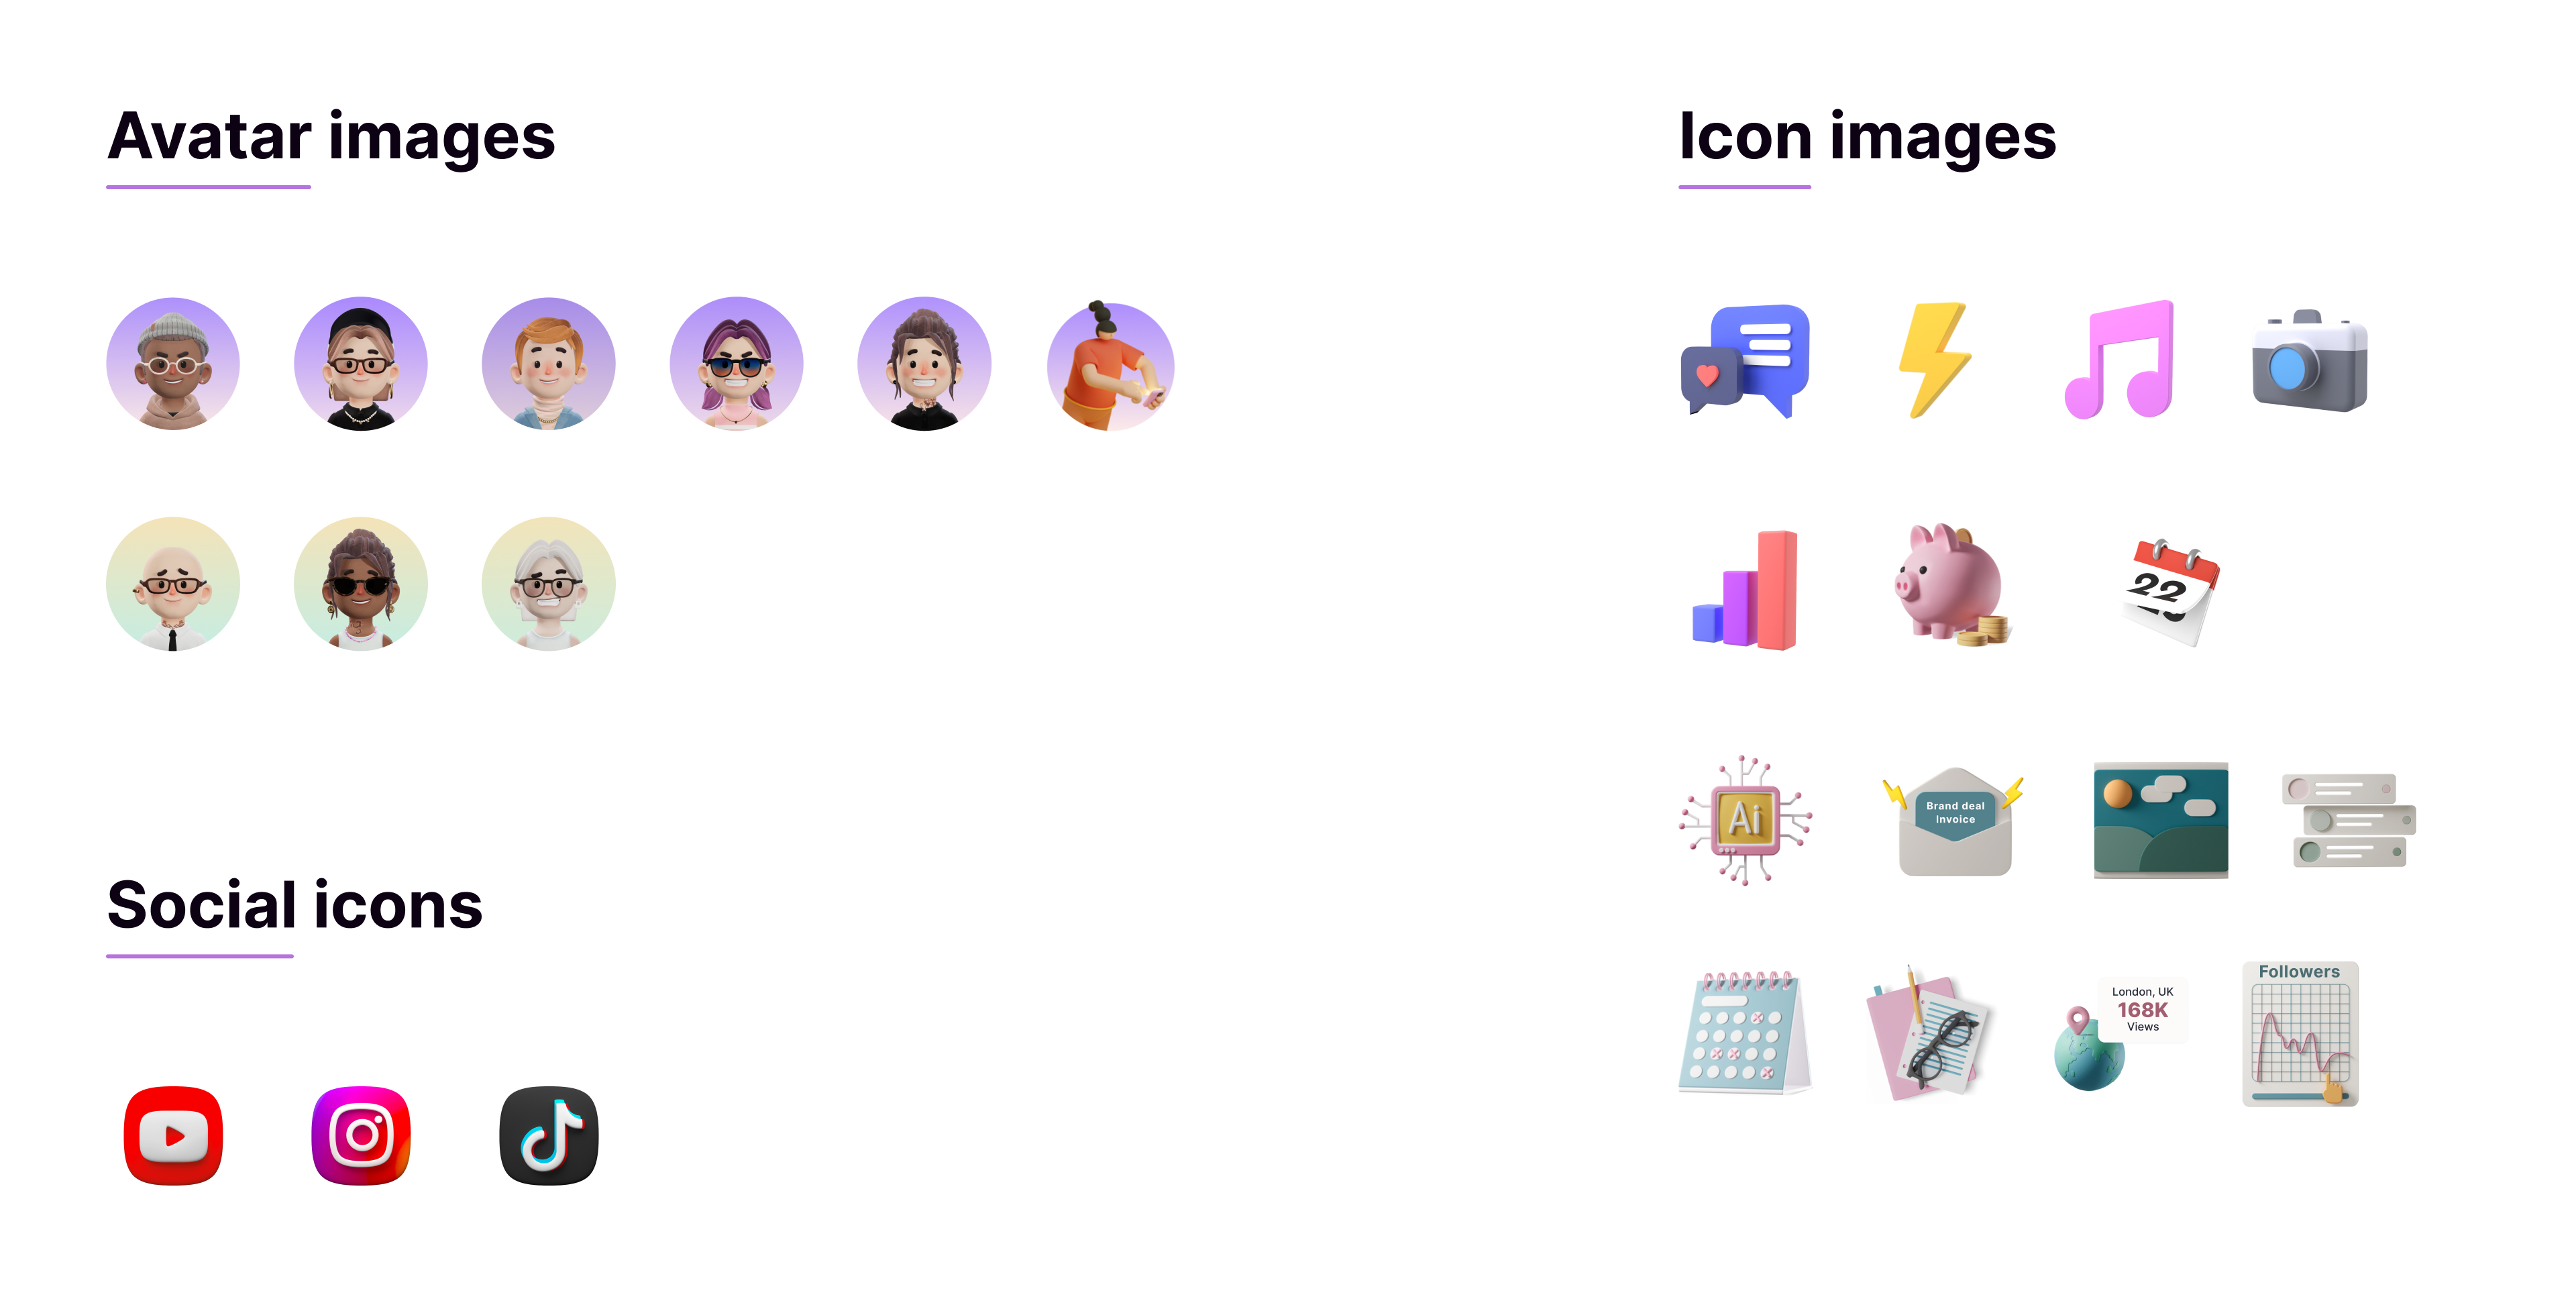 Avatar images
Icon images
22
Ai
Brand deal
Invoice
Social icons
Followers
London, UK
168K
Views